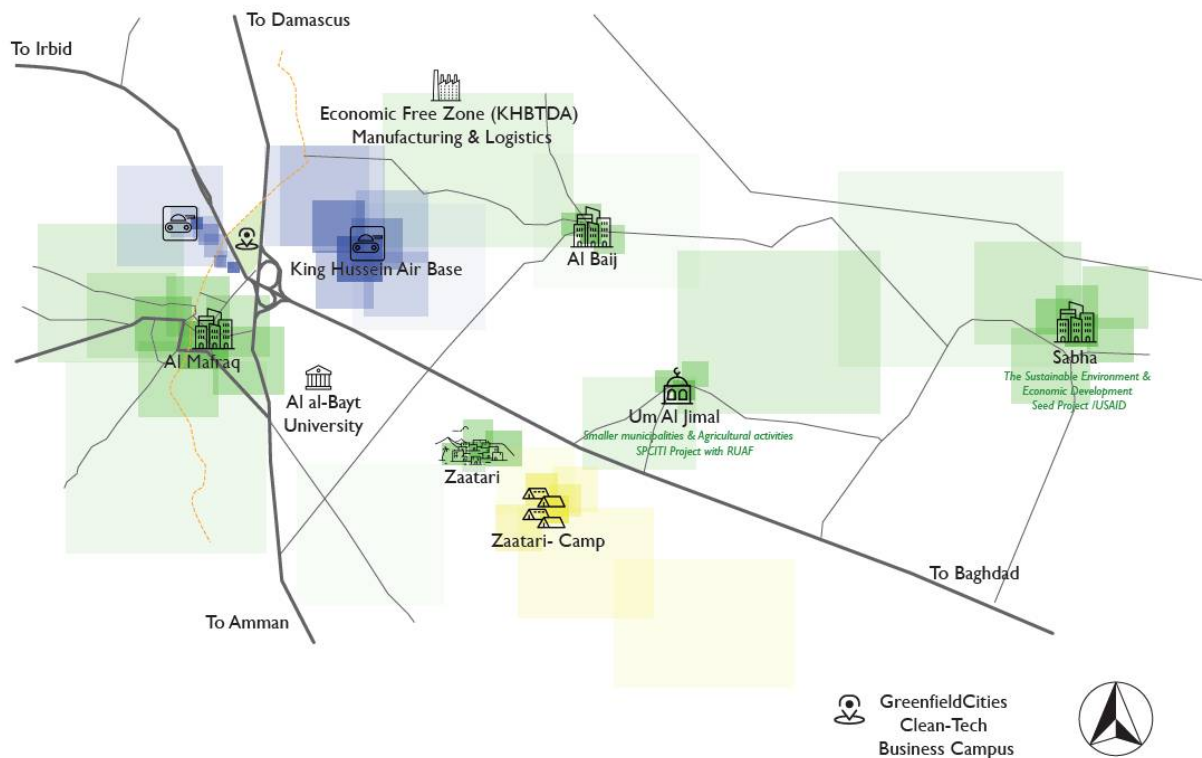 To Damascus
To Irbid
Economic Free Zone (KHBTDA)
Manufacturing & Logistics
King Hussein Air Base
Al Baij
Al Mafraq
Al al-Bayt
University
Um Al Jimal
Smaller municipalities & Agricultural activities
SPCITI Project with RUAF
Sabha
The Sustainable Environment &
Economic Development
Seed Project /USAID
Zaatari
Zaatari- Camp
To Baghdad
To Amman
GreenfieldCities
Clean-Tech
Business Campus